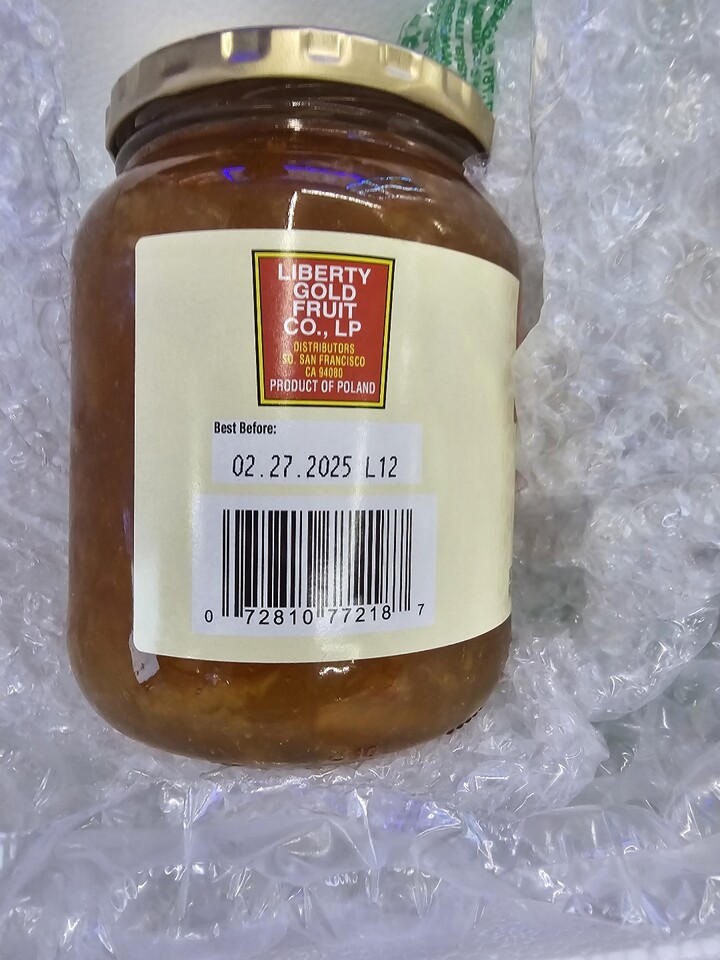 LIBERTY
GOLD
FRUIT
CO., LP
DISTRIBUTORS
SO. SAN FRANCISCO
CA 94080
PRODUCT OF POLAND
Best Before:
02.27.2025 L12
0 72810 77218 7